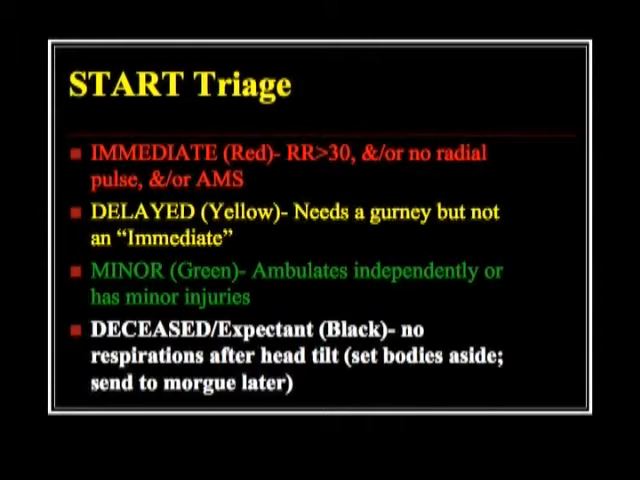 START Triage
IMMEDIATE (Red)- RR>30, &/or no radial
pulse, &/or AMS
DELAYED (Yellow)- Needs a gurney but not
an “Immediate”
MINOR (Green)- Ambulates independently or
has minor injuries
DECEASED/Expectant (Black)- no
respirations after head tilt (set bodies aside;
send to morgue later)